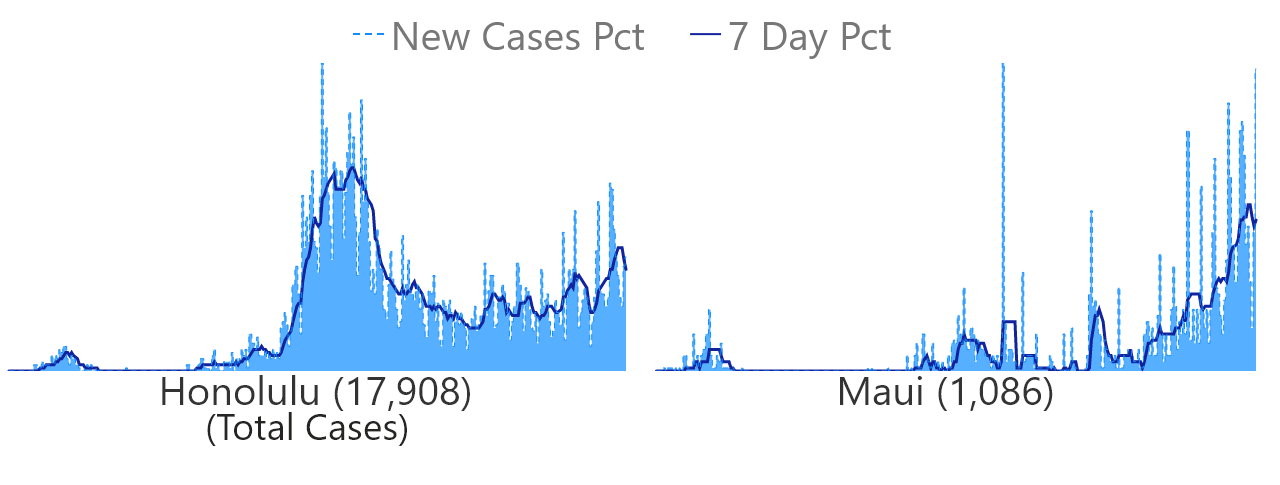 New Cases Pct 7 Day Pct
Honolulu (17,908)
(Total Cases)
Maui (1,086)